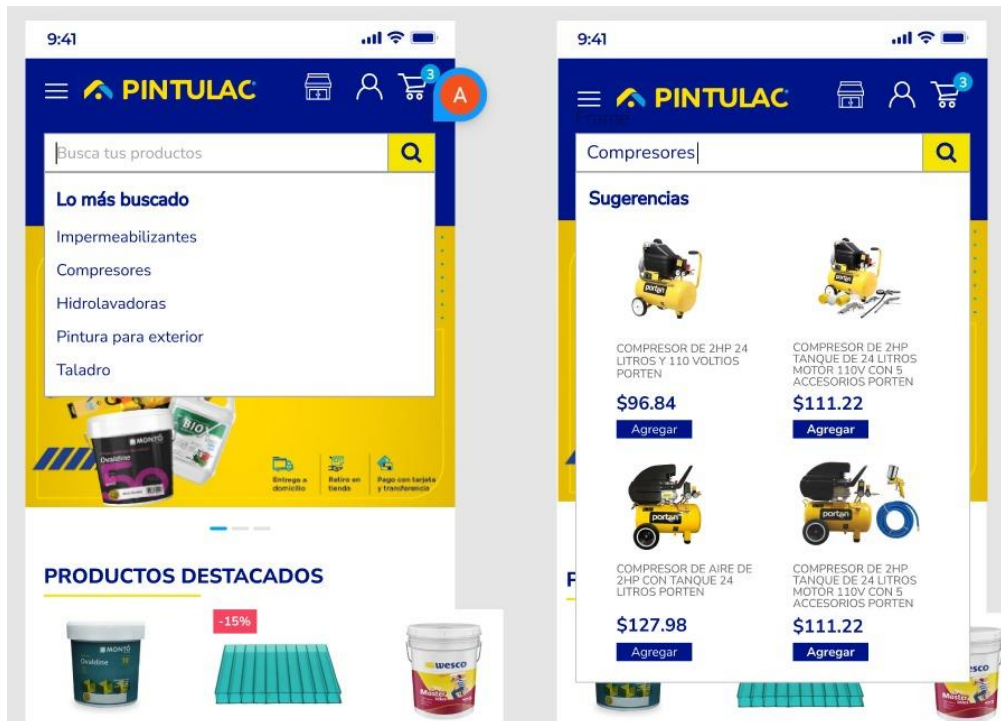 9:41
PINTULAC
3
A
Busca tus productos
Lo más buscado
Impermeabilizantes
Compresores
Hidrolavadoras
Pintura para exterior
Taladro
MONTÓ
Ovaldine
BIOX
Entrega a
domicilio
Retiro en
tienda
Pago con tarjeta
y transferencia
PRODUCTOS DESTACADOS
MONTÓ
Ovaldine
-15%
wesco
Master
9:41
PINTULAC
3
Frame
Compresores
Sugerencias
porten
porten
COMPRESOR DE 2HP 24
LITROS Y 110 VOLTIOS
PORTEN
$96.84
Agregar
COMPRESOR DE 2HP
TANQUE DE 24 LITROS
MOTOR 110V CON 5
ACCESORIOS PORTEN
$111.22
Agregar
porten
porten
COMPRESOR DE AIRE DE
2HP CON TANQUE 24
LITROS PORTEN
$127.98
Agregar
COMPRESOR DE 2HP
TANQUE DE 24 LITROS
MOTOR 110V CON 5
ACCESORIOS PORTEN
$111.22
Agregar
P
sco
Master